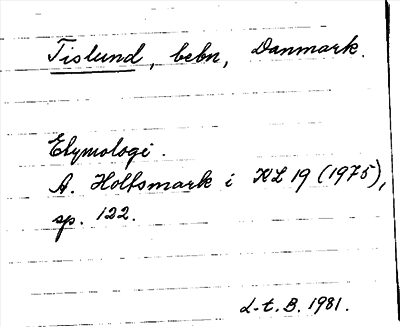 Tislund, bebn, Danmark.
Etymologi.
A. Holtsmark i KL 19 (1975),
sp. 122.
L-t. B. 1981.